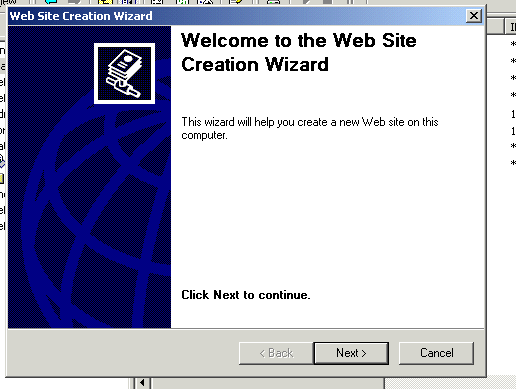 Web Site Creation Wizard
Welcome to the Web Site
Creation Wizard
This wizard will help you create a new Web site on this
computer.
Click Next to continue.
< Back
Next >
Cancel